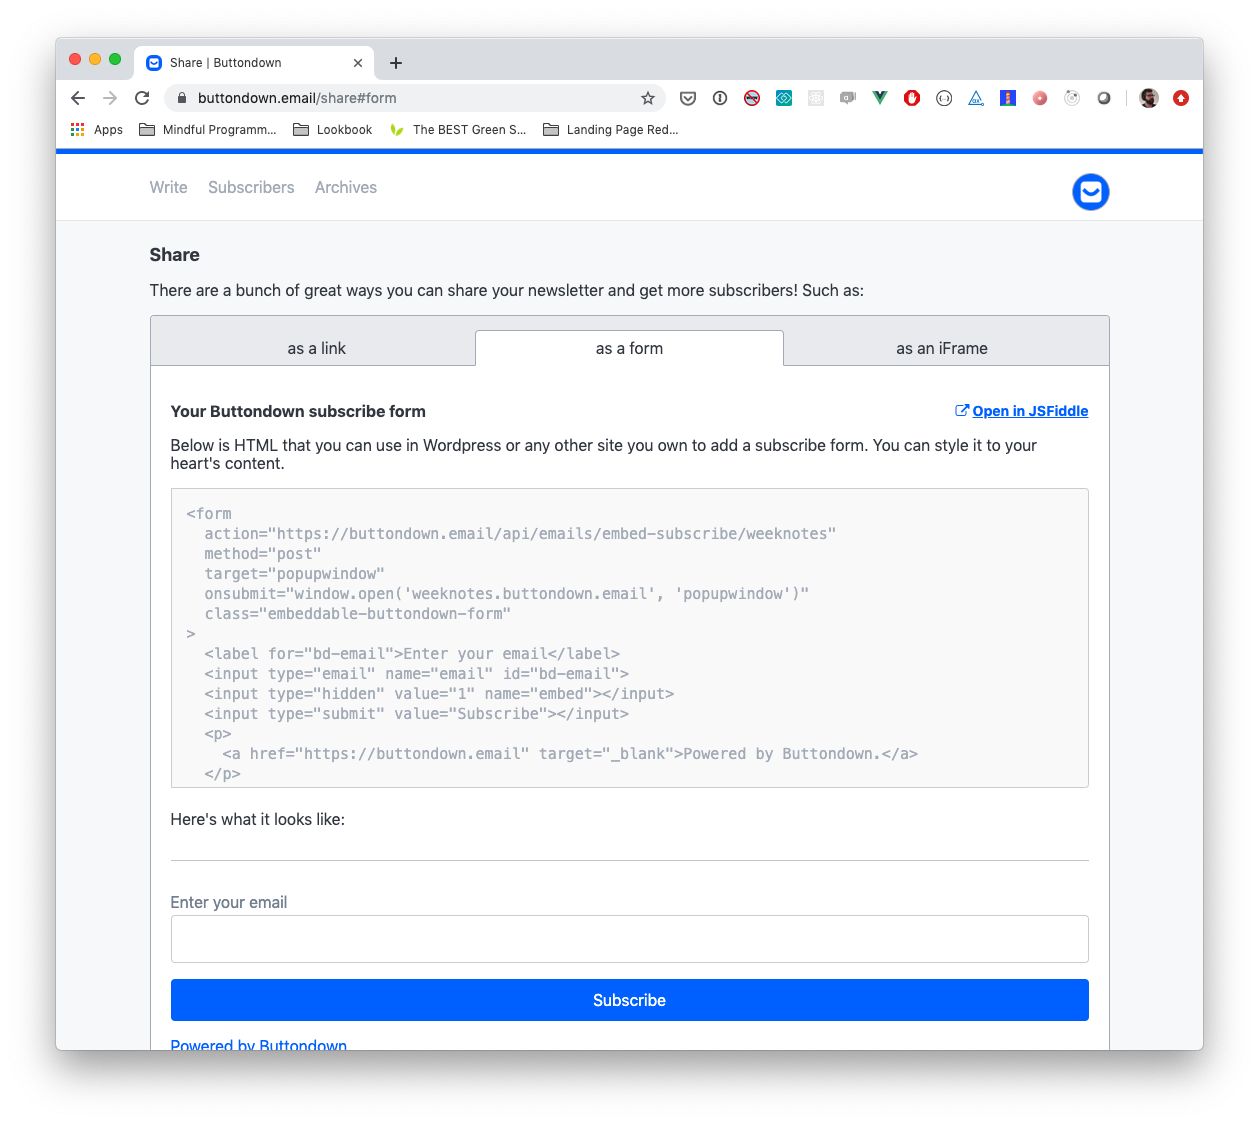 Share | Buttondown
buttondown.email/share#form
Apps
Mindful Programm...
Lookbook
The BEST Green S...
Landing Page Red...
Write
Subscribers
Archives
Share
There are a bunch of great ways you can share your newsletter and get more subscribers! Such as:
as a link
as a form
as an iFrame
Your Buttondown subscribe form
Open in JSFiddle
Below is HTML that you can use in Wordpress or any other site you own to add a subscribe form. You can style it to your
heart's content.
<form
  action="https://buttondown.email/api/emails/embed-subscribe/weeknotes"
  method="post"
  target="popupwindow"
  onsubmit="window.open('weeknotes.buttondown.email', 'popupwindow')"
  class="embeddable-buttondown-form"
>
  <label for="bd-email">Enter your email</label>
  <input type="email" name="email" id="bd-email">
  <input type="hidden" value="1" name="embed"></input>
  <input type="submit" value="Subscribe"></input>
  <p>
    <a href="https://buttondown.email" target="_blank">Powered by Buttondown.</a>
  </p>
Here's what it looks like:
Enter your email
Subscribe
Powered by Buttondown